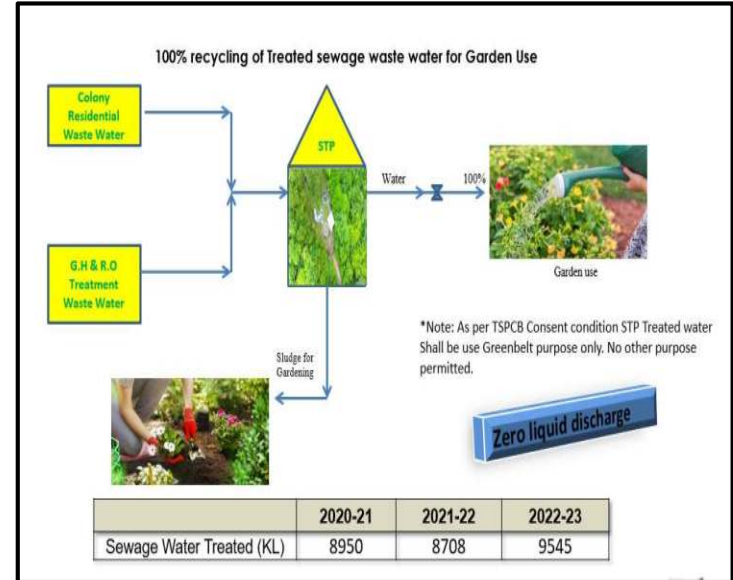 100% recycling of Treated sewage waste water for Garden Use
Colony
Residential
Waste Water
STP
Water
100%
G.H & R.O
Treatment
Waste Water
Garden use
*Note: As per TSPCB Consent condition STP Treated water
Shall be use Greenbelt purpose only. No other purpose
permitted.
Sludge for
Gardening
Zero liquid discharge
2020-21 2021-22 2022-23
Sewage Water Treated (KL) 8950 8708 9545